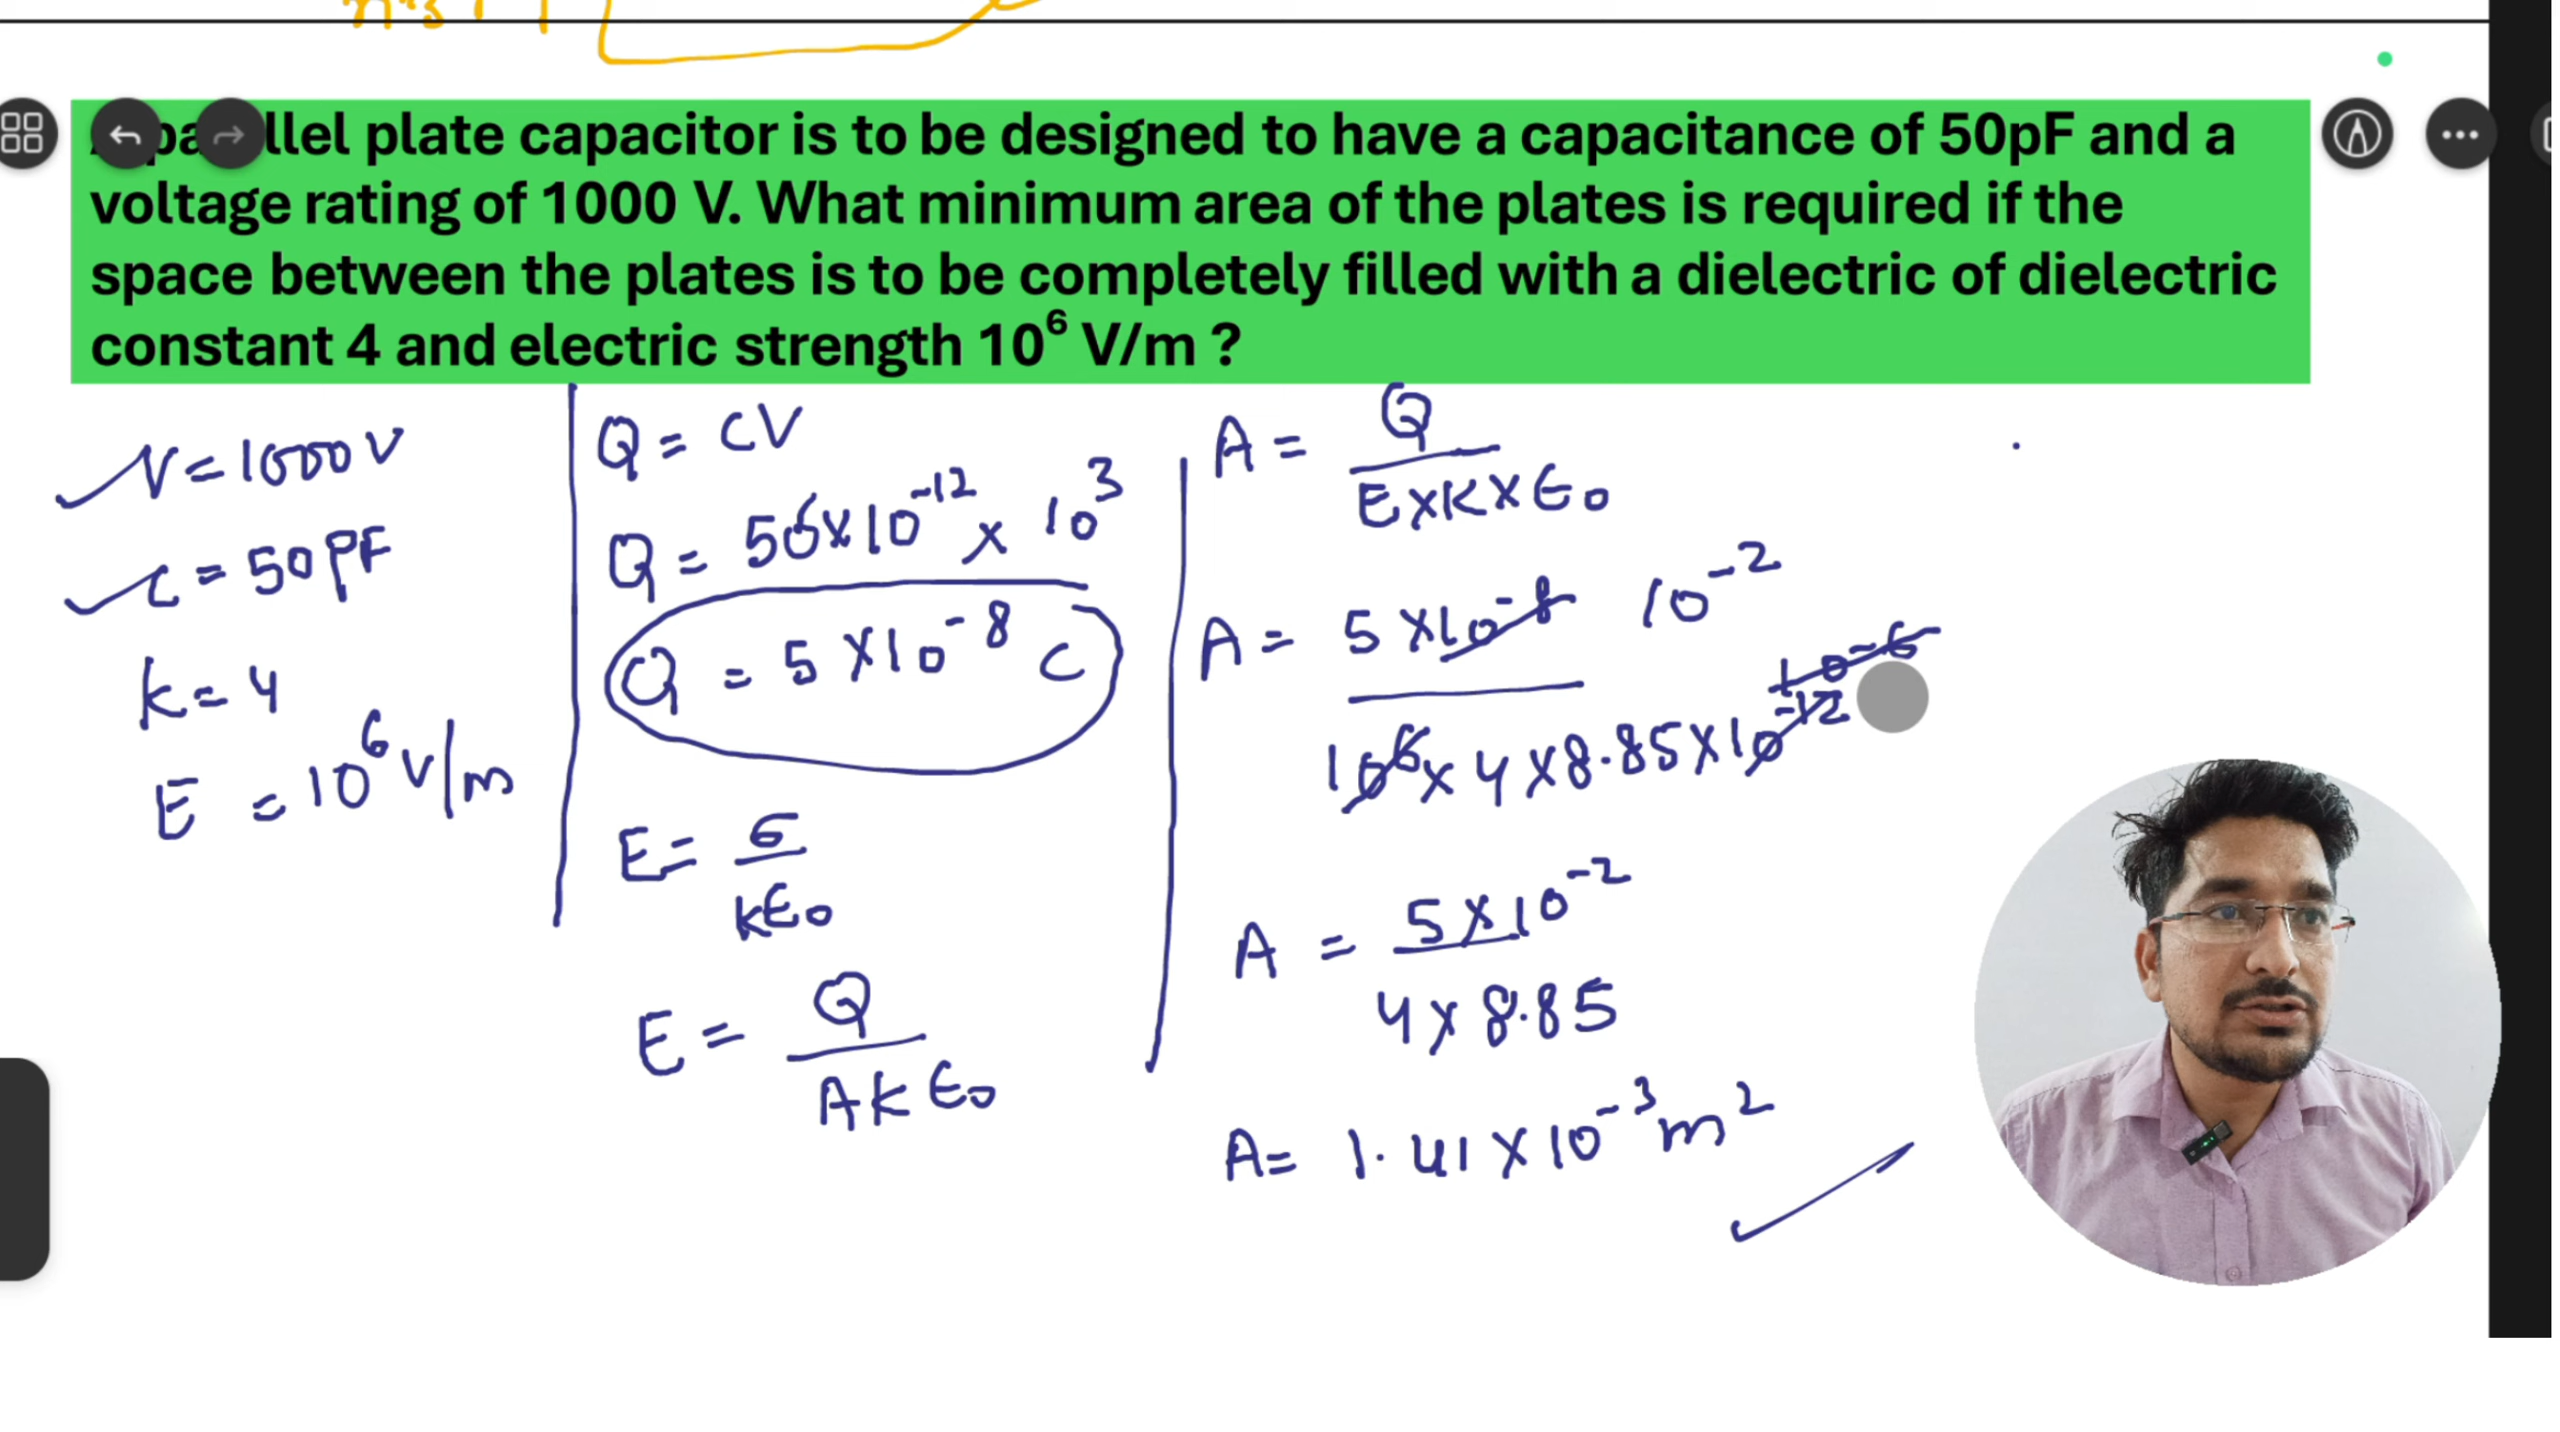 pa llel plate capacitor is to be designed to have a capacitance of 50pF and a
voltage rating of 1000 V. What minimum area of the plates is required if the
space between the plates is to be completely filled with a dielectric of dielectric
constant 4 and electric strength 10⁶ V/m ?
V = 1000 V
C = 50 PF
k = 4
E = 10⁶ V/m
Q = CV
Q = 50×10⁻¹² × 10³
Q = 5 ×10⁻⁸ C
E = σ/kϵ₀
E = Q/AKϵ₀
A = Q/E×K×ϵ₀
A = 5 ×10⁻⁸ 10⁻²
10⁻⁶
10⁶× 4 ×8.85×10⁻¹²
A = 5×10⁻²/4×8.85
A = 1.41×10⁻³ m²